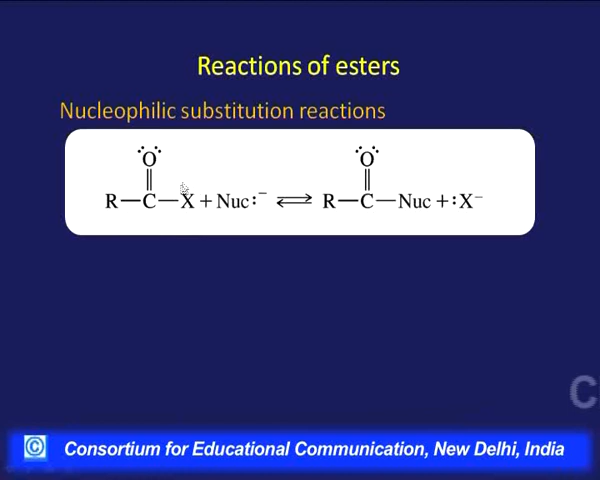 Reactions of esters
Nucleophilic substitution reactions
:O: :O:
R—C—X + Nuc:⁻ ⇌ R—C—Nuc + :X⁻
C
© Consortium for Educational Communication, New Delhi, India